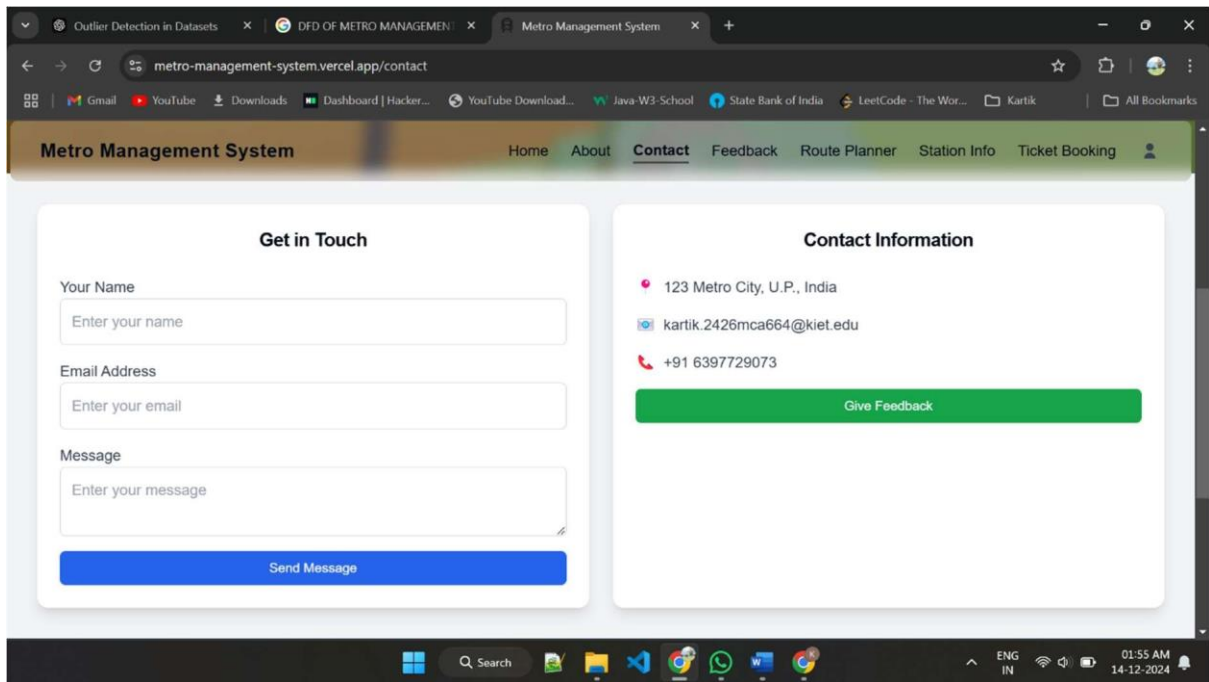 Outlier Detection in Datasets
DFD OF METRO MANAGEMENT
Metro Management System
metro-management-system.vercel.app/contact
Gmail YouTube Downloads Dashboard | Hacker... YouTube Download... Java-W3-School State Bank of India LeetCode - The Wor... Kartik All Bookmarks
Metro Management System Home About Contact Feedback Route Planner Station Info Ticket Booking
Get in Touch
Your Name
Enter your name
Email Address
Enter your email
Message
Enter your message
Send Message
Contact Information
123 Metro City, U.P., India
kartik.2426mca664@kiet.edu
+91 6397729073
Give Feedback
Search
ENG
IN
01:55 AM
14-12-2024